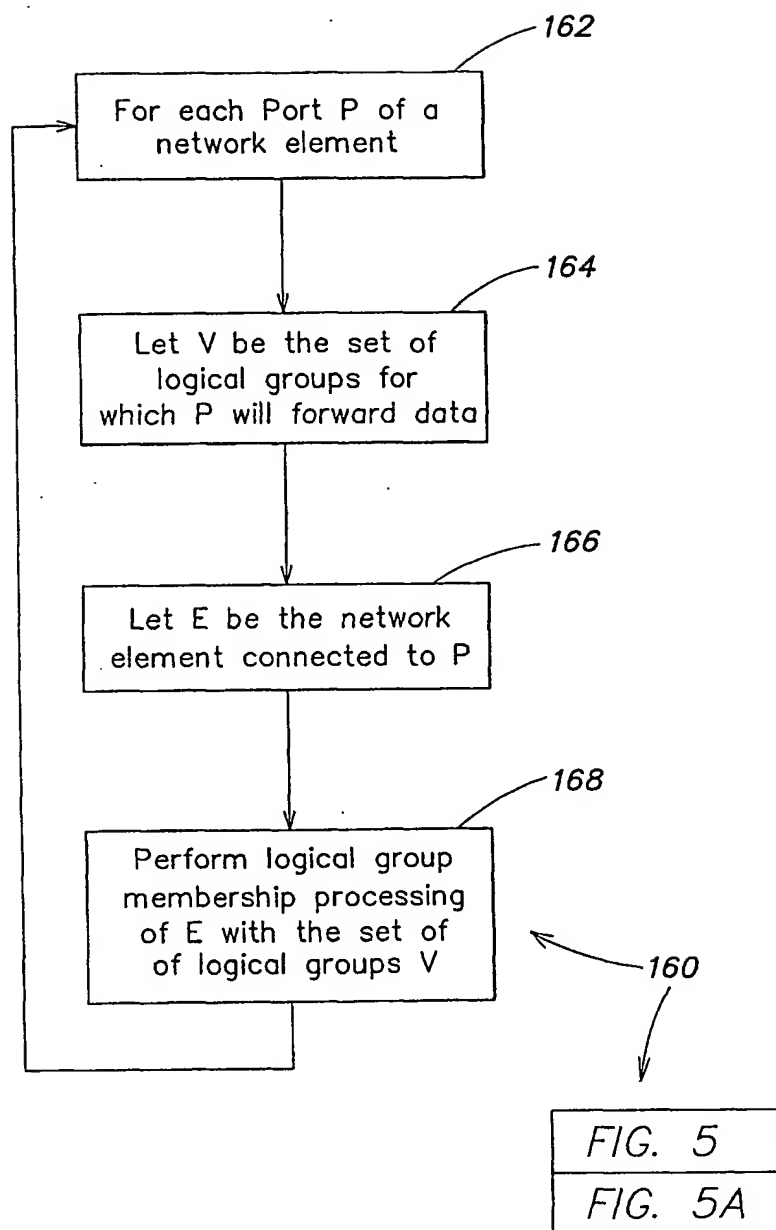 162
For each Port P of a
network element
164
Let V be the set of
logical groups for
which P will forward data
166
Let E be the network
element connected to P
168
Perform logical group
membership processing
of E with the set of
of logical groups V
160
FIG. 5
FIG. 5A